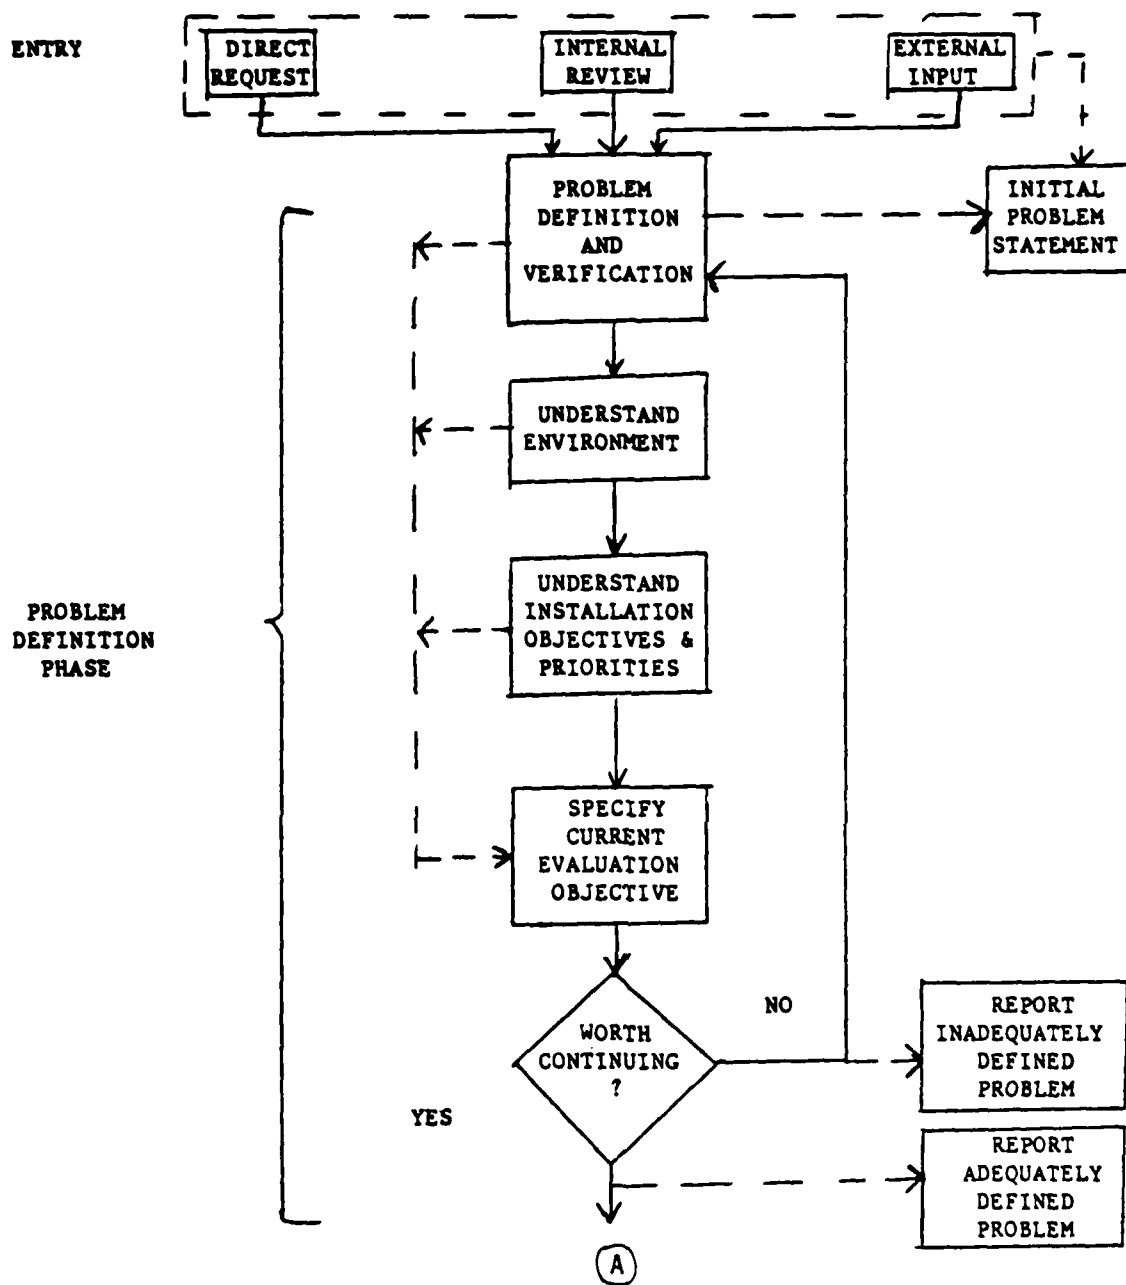 ENTRY
DIRECT
REQUEST
INTERNAL
REVIEW
EXTERNAL
INPUT
PROBLEM
DEFINITION
AND
VERIFICATION
INITIAL
PROBLEM
STATEMENT
UNDERSTAND
ENVIRONMENT
UNDERSTAND
INSTALLATION
OBJECTIVES &
PRIORITIES
PROBLEM
DEFINITION
PHASE
SPECIFY
CURRENT
EVALUATION
OBJECTIVE
WORTH
CONTINUING
?
NO
REPORT
INADEQUATELY
DEFINED
PROBLEM
YES
REPORT
ADEQUATELY
DEFINED
PROBLEM
A